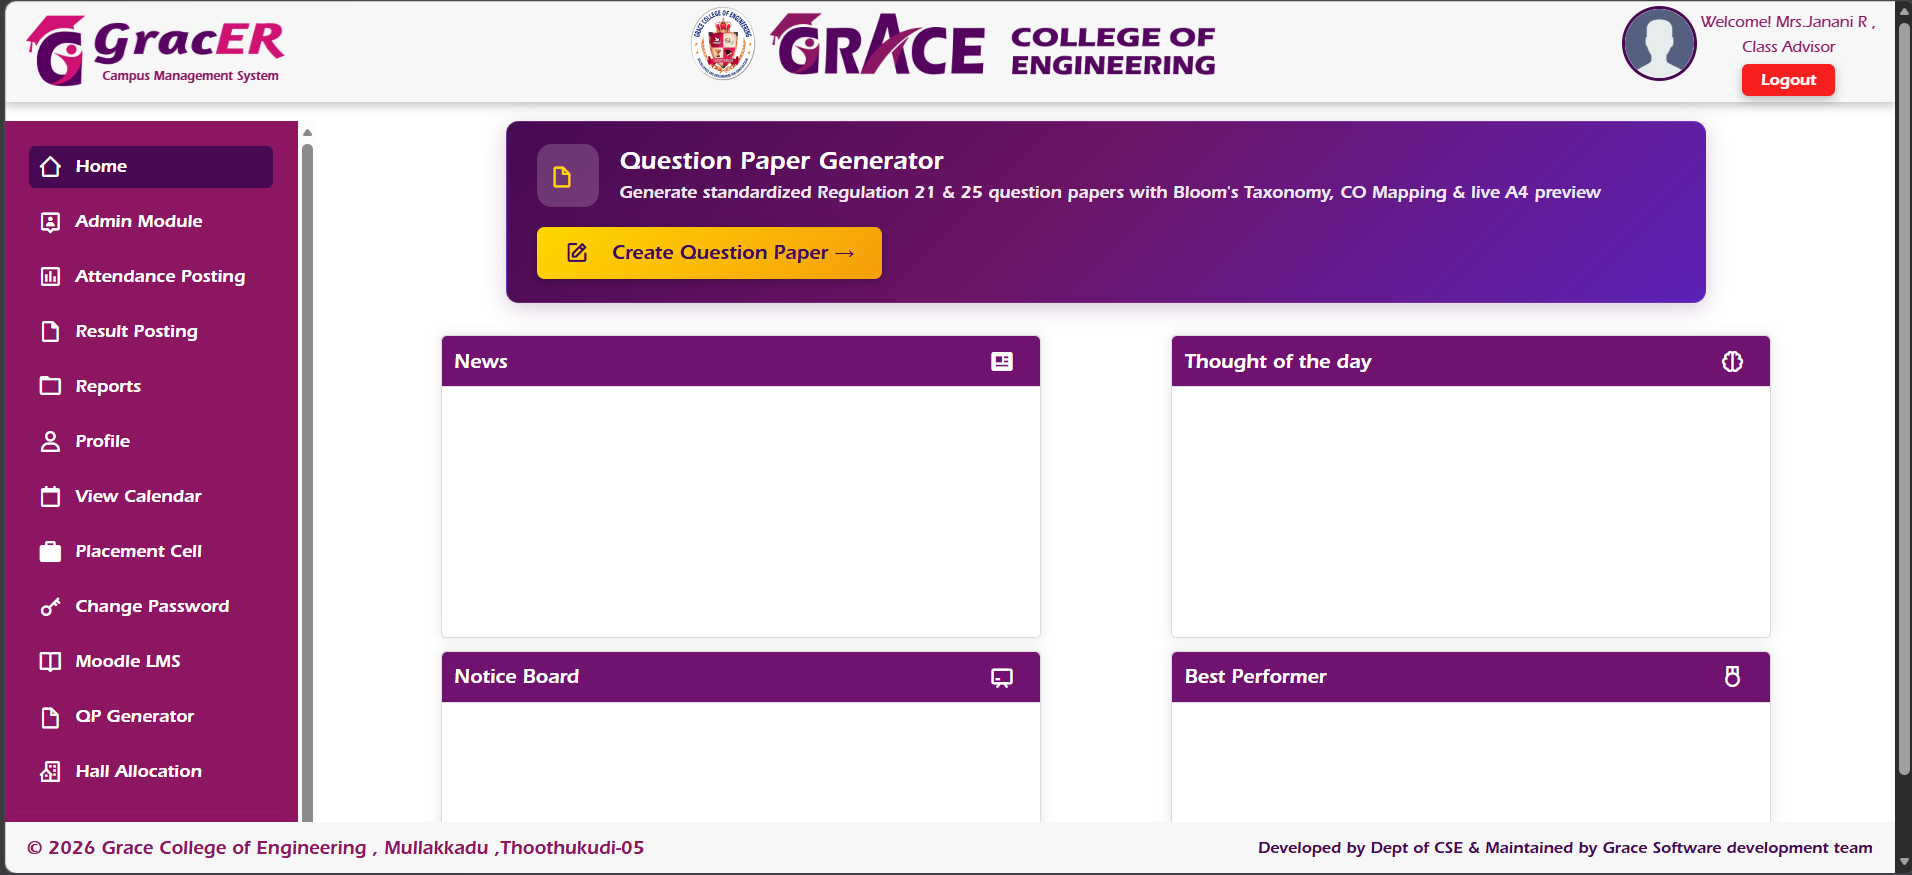 GracER
Campus Management System
GRACE COLLEGE OF
ENGINEERING
Welcome! Mrs.Janani R ,
Class Advisor
Logout
Home
Admin Module
Attendance Posting
Result Posting
Reports
Profile
View Calendar
Placement Cell
Change Password
Moodle LMS
QP Generator
Hall Allocation
Question Paper Generator
Generate standardized Regulation 21 & 25 question papers with Bloom's Taxonomy, CO Mapping & live A4 preview
Create Question Paper →
News
Thought of the day
Notice Board
Best Performer
© 2026 Grace College of Engineering , Mullakkadu ,Thoothukudi-05
Developed by Dept of CSE & Maintained by Grace Software development team